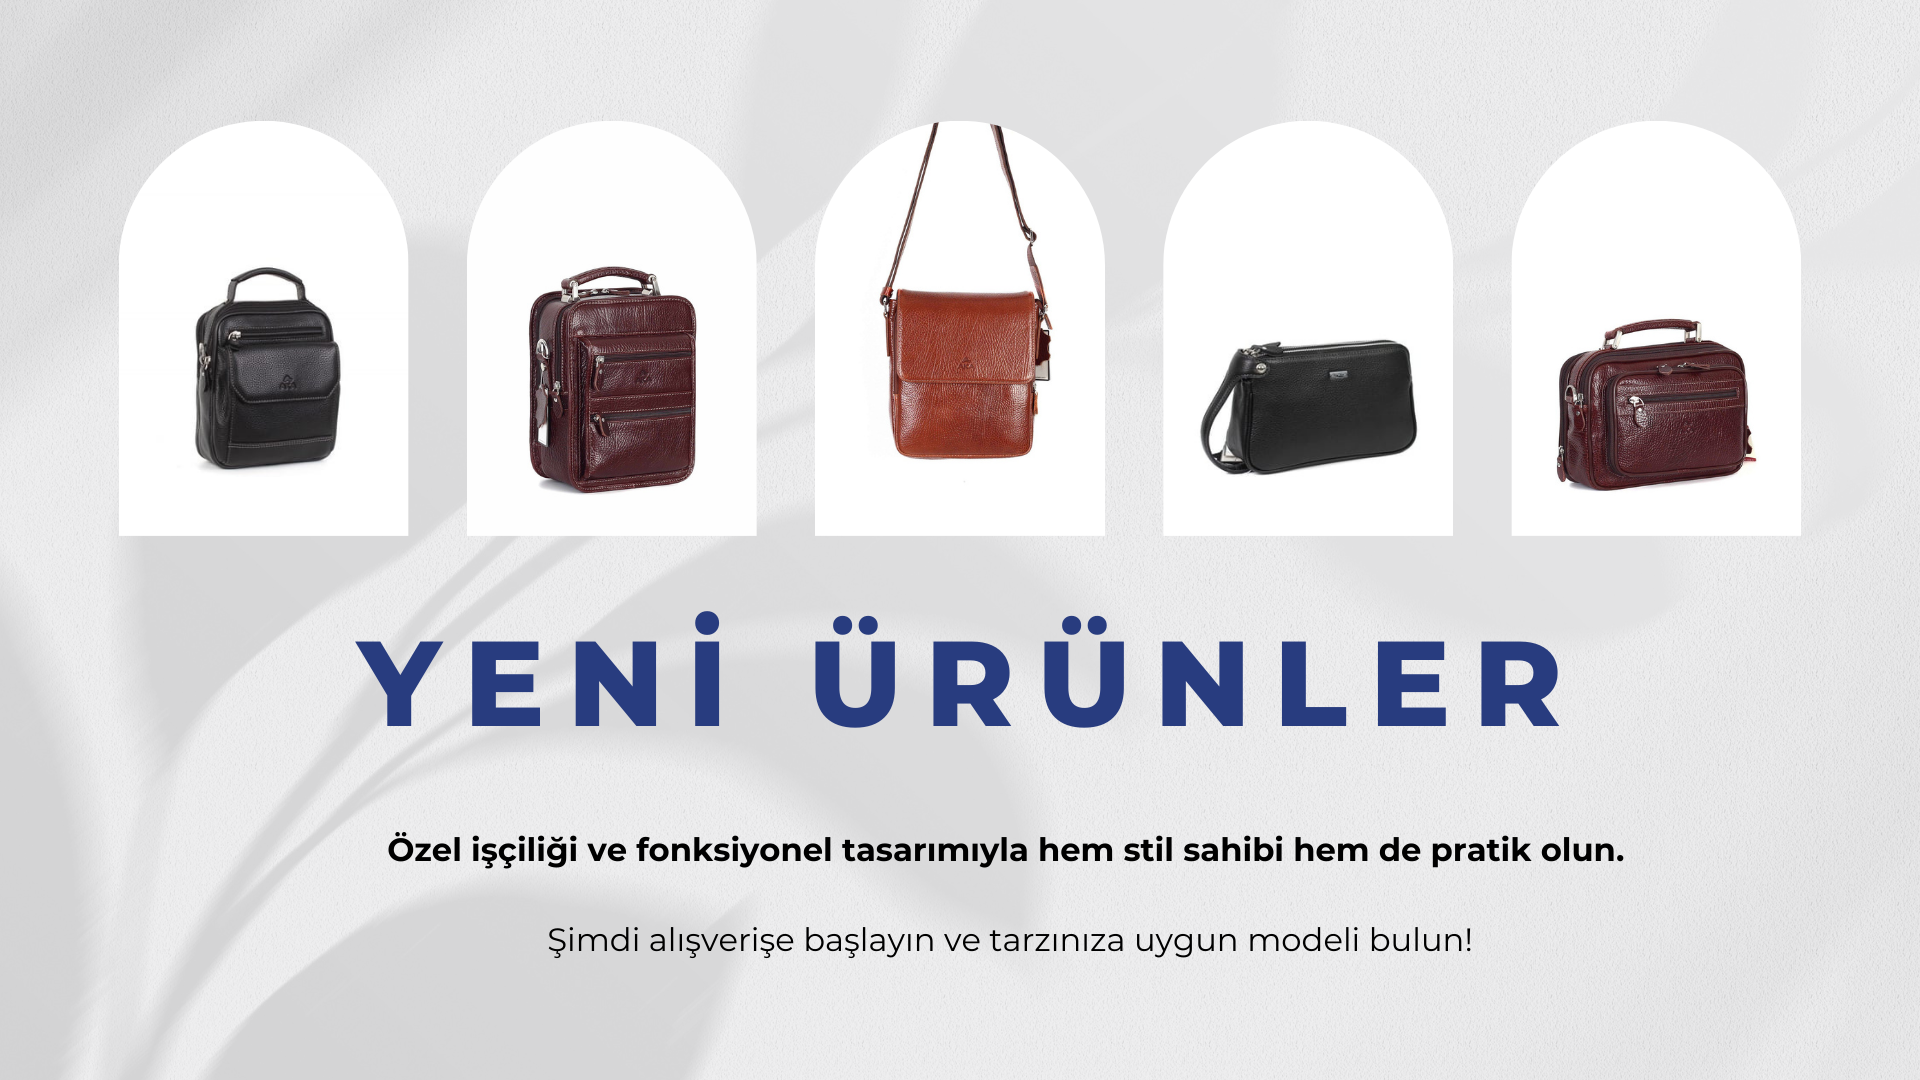 YENİ ÜRÜNLER
Özel işçiliği ve fonksiyonel tasarımıyla hem stil sahibi hem de pratik olun.
Şimdi alışverişe başlayın ve tarzınıza uygun modeli bulun!